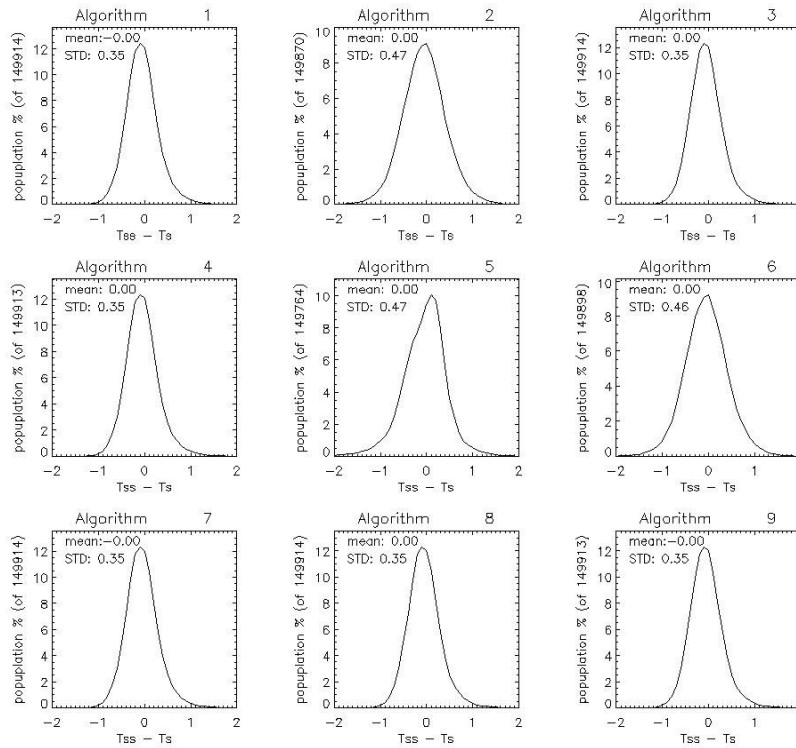 Algorithm 1
mean:-0.00
STD: 0.35
popuplation % (of 149914)
12
10
8
6
4
2
0
-2 -1 0 1 2
Tss - Ts
Algorithm 2
mean: 0.00
STD: 0.47
popuplation % (of 149870)
10
8
6
4
2
0
-2 -1 0 1 2
Tss - Ts
Algorithm 3
mean: 0.00
STD: 0.35
popuplation % (of 149914)
12
10
8
6
4
2
0
-2 -1 0 1
Tss - Ts
Algorithm 4
mean: 0.00
STD: 0.35
popuplation % (of 149913)
12
10
8
6
4
2
0
-2 -1 0 1 2
Tss - Ts
Algorithm 5
mean: 0.00
STD: 0.47
popuplation % (of 149764)
10
8
6
4
2
0
-2 -1 0 1 2
Tss - Ts
Algorithm 6
mean: 0.00
STD: 0.46
popuplation % (of 149898)
10
8
6
4
2
0
-2 -1 0 1
Tss - Ts
Algorithm 7
mean:-0.00
STD: 0.35
popuplation % (of 149914)
12
10
8
6
4
2
0
-2 -1 0 1 2
Tss - Ts
Algorithm 8
mean: 0.00
STD: 0.35
popuplation % (of 149914)
12
10
8
6
4
2
0
-2 -1 0 1 2
Tss - Ts
Algorithm 9
mean:-0.00
STD: 0.35
popuplation % (of 149913)
12
10
8
6
4
2
0
-2 -1 0 1
Tss - Ts